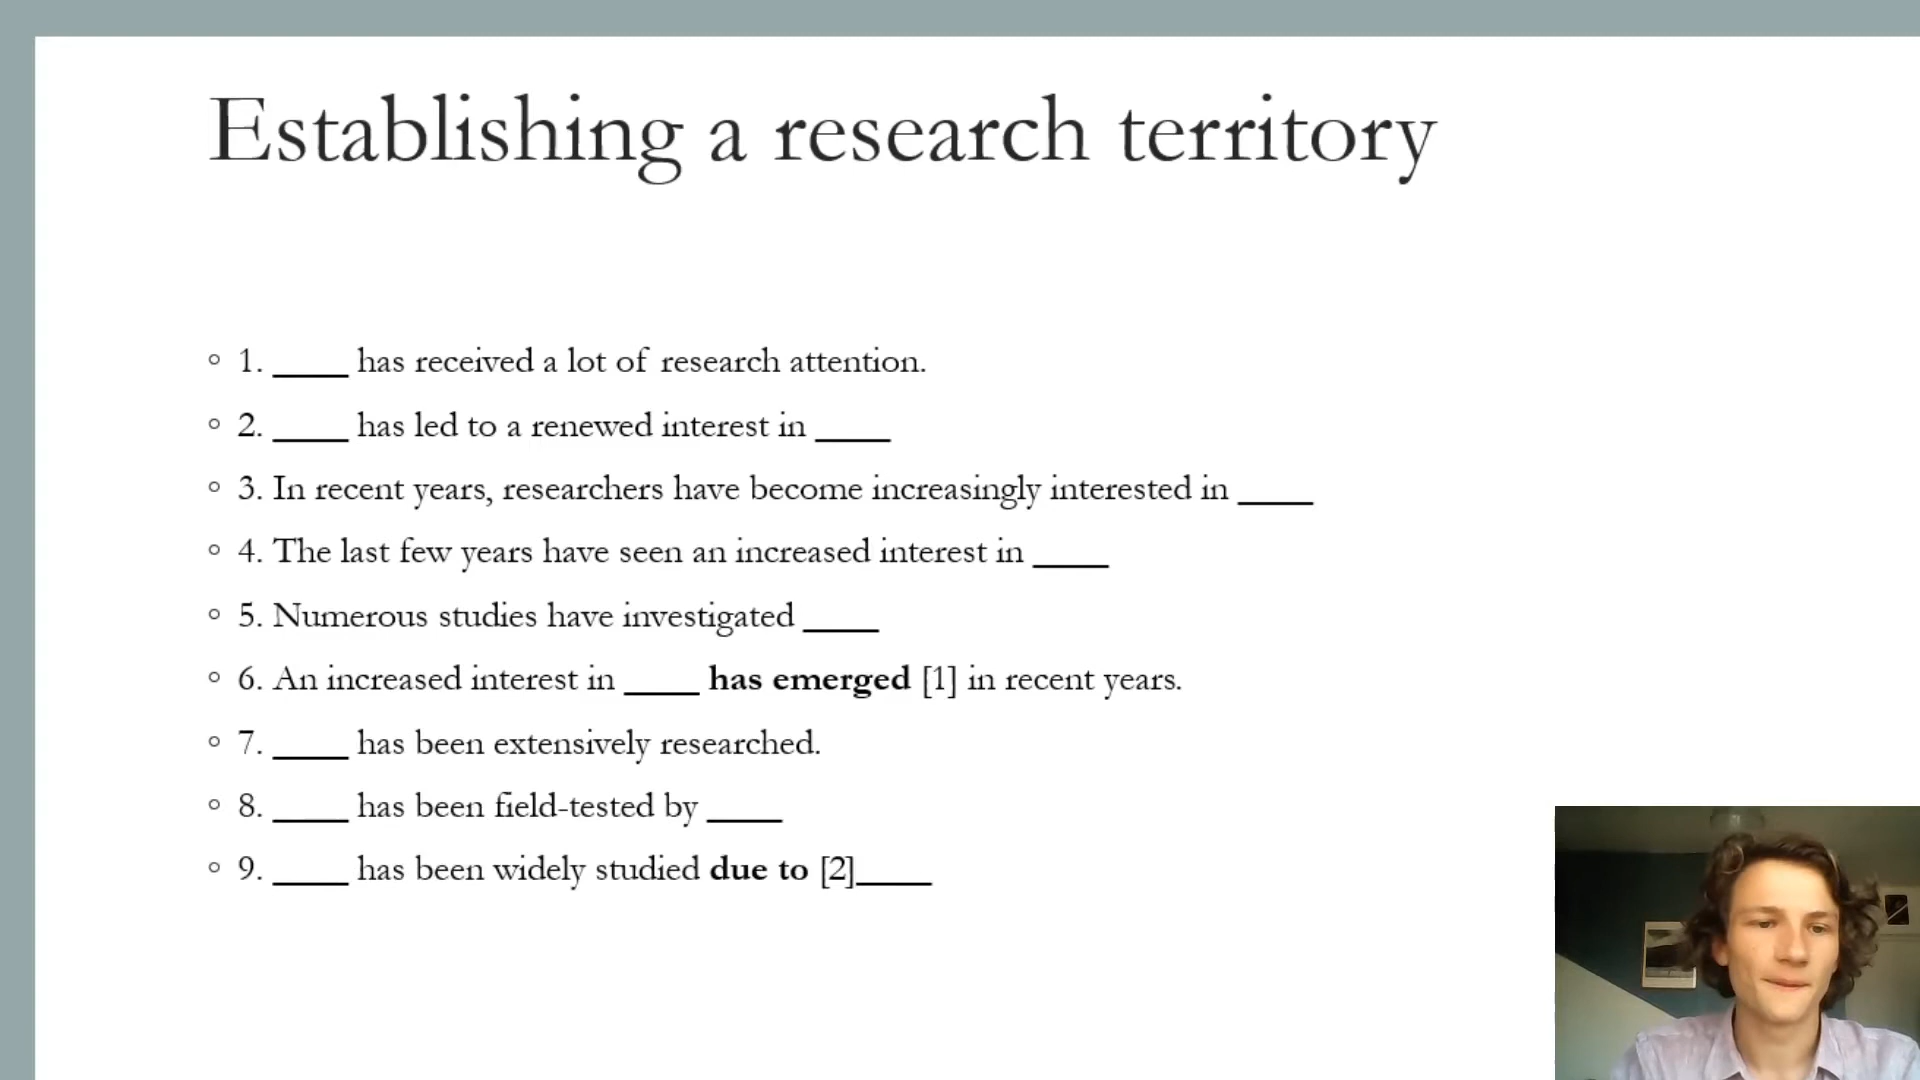 Establishing a research territory
1. ____ has received a lot of research attention.
2. ____ has led to a renewed interest in ____
3. In recent years, researchers have become increasingly interested in ____
4. The last few years have seen an increased interest in ____
5. Numerous studies have investigated ____
6. An increased interest in ____ has emerged [1] in recent years.
7. ____ has been extensively researched.
8. ____ has been field-tested by ____
9. ____ has been widely studied due to [2]____